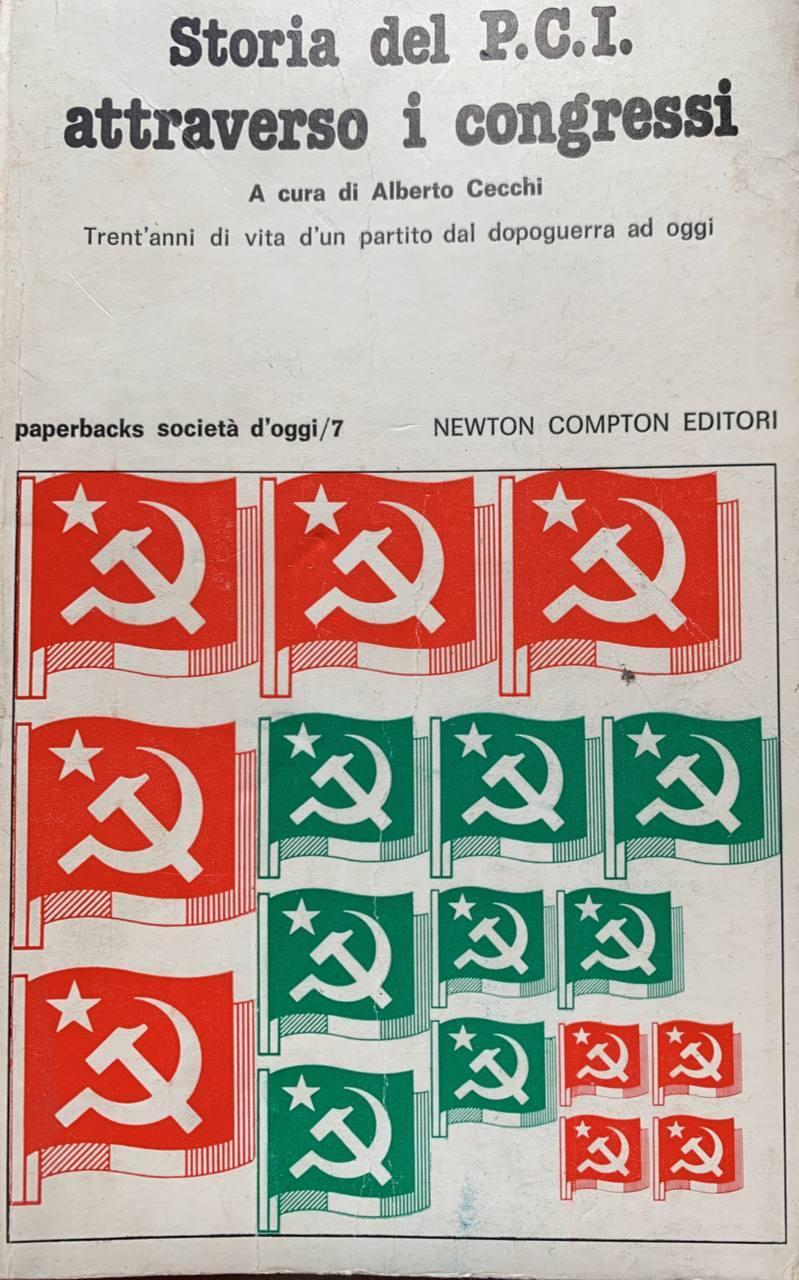 Storia del P.C.I.
attraverso i congressi
A cura di Alberto Cecchi
Trent'anni di vita d'un partito dal dopoguerra ad oggi
paperbacks società d'oggi/7 NEWTON COMPTON EDITORI